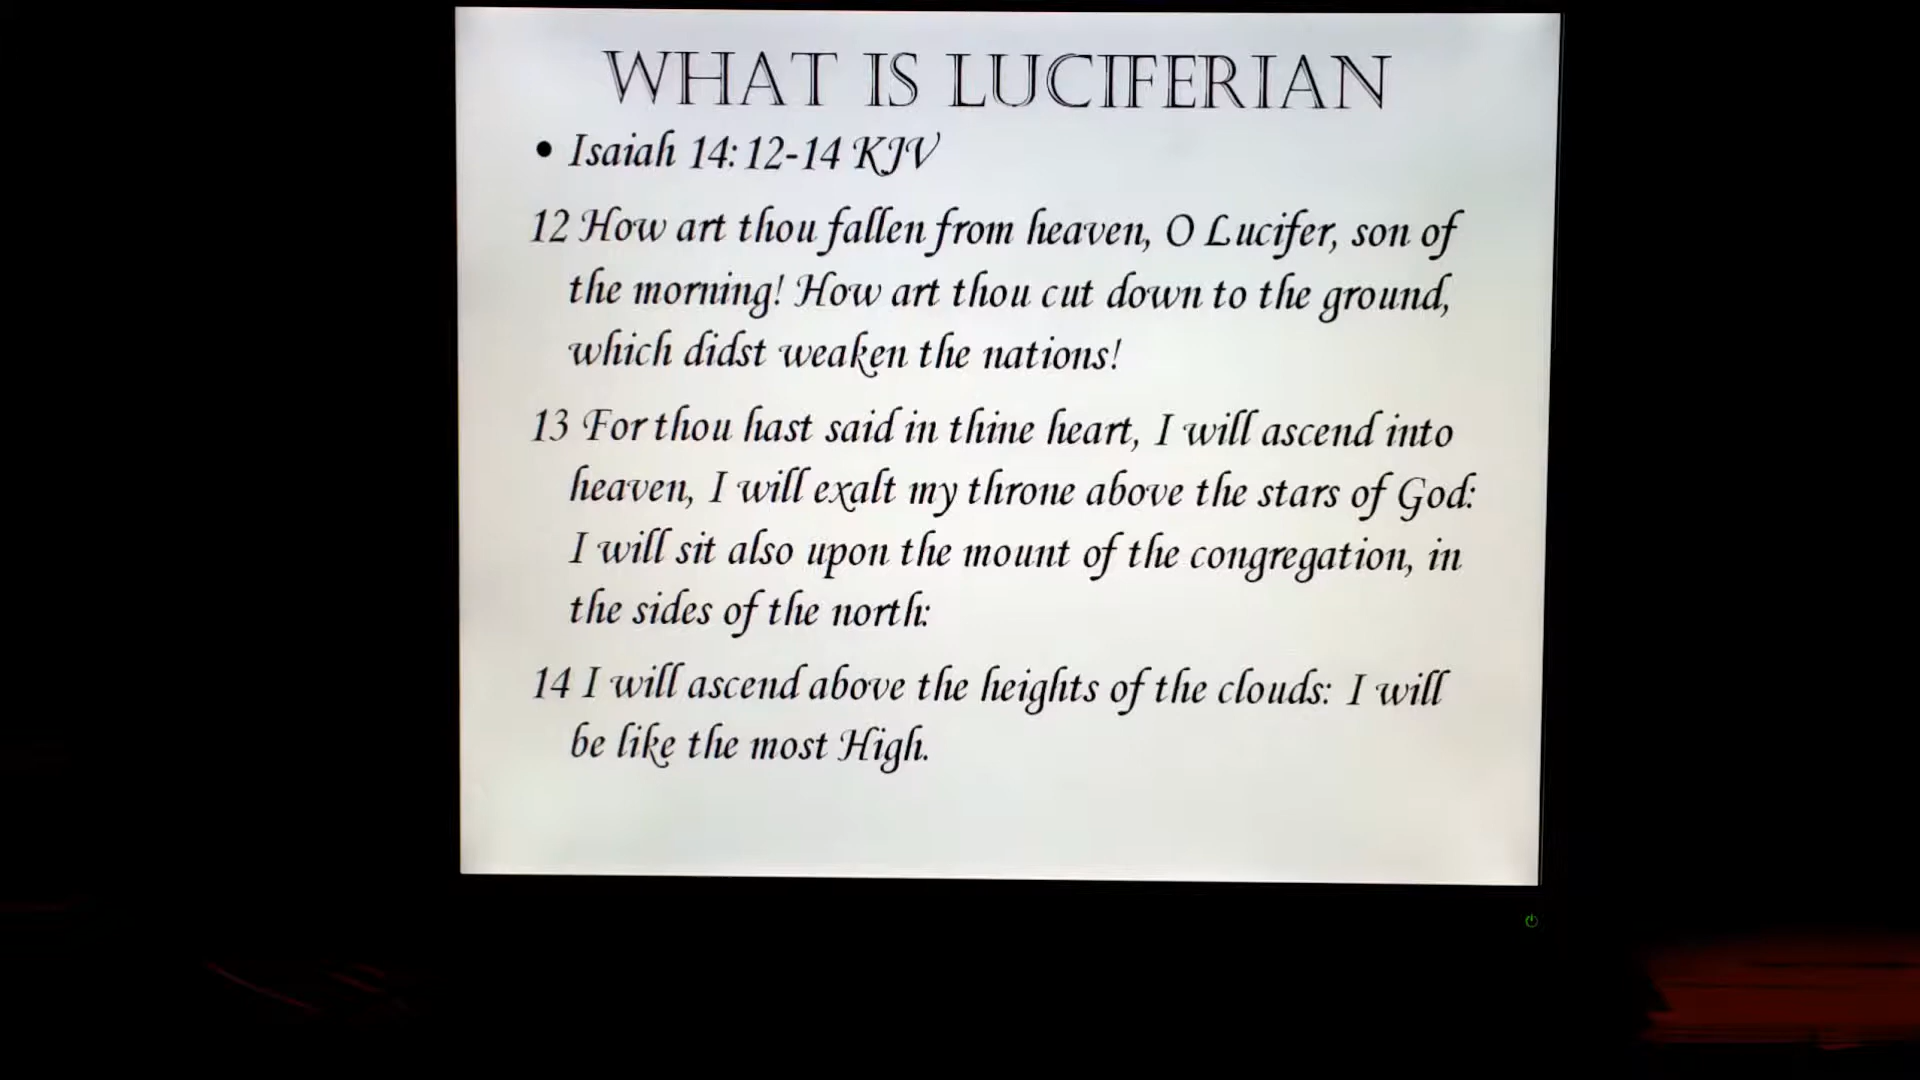 WHAT IS LUCIFERIAN
• Isaiah 14:12-14 KJV
12 How art thou fallen from heaven, O Lucifer, son of
the morning! How art thou cut down to the ground,
which didst weaken the nations!
13 For thou hast said in thine heart, I will ascend into
heaven, I will exalt my throne above the stars of God:
I will sit also upon the mount of the congregation, in
the sides of the north:
14 I will ascend above the heights of the clouds: I will
be like the most High.